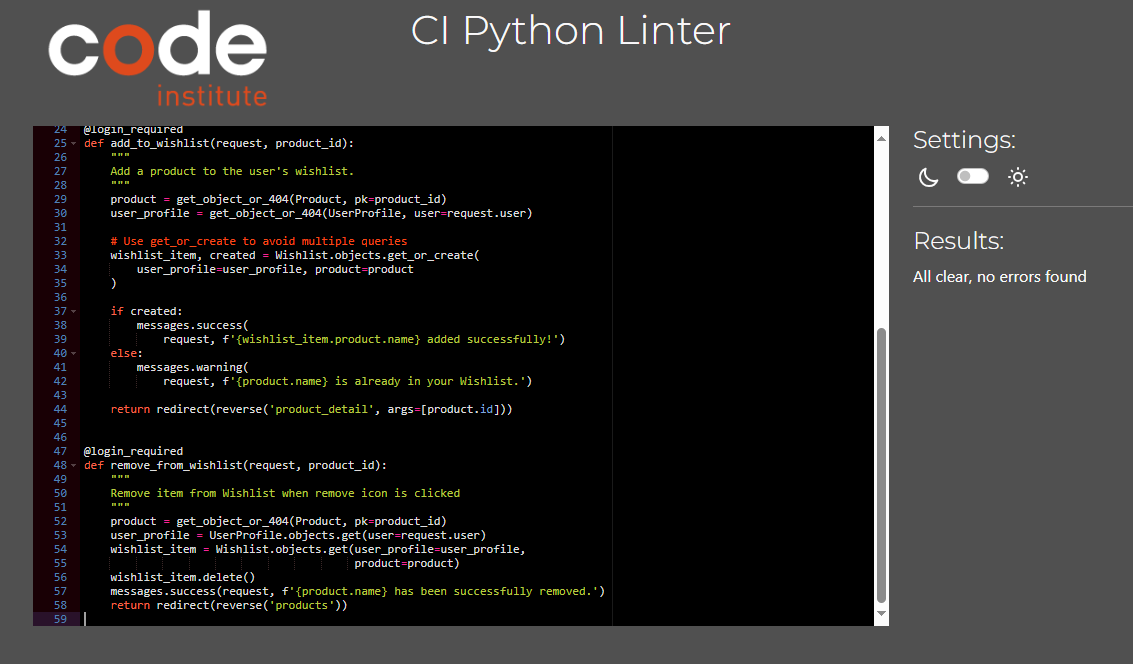 code
institute
CI Python Linter
24 @login_required
25 def add_to_wishlist(request, product_id):
26     """
27     Add a product to the user's wishlist.
28     """
29     product = get_object_or_404(Product, pk=product_id)
30     user_profile = get_object_or_404(UserProfile, user=request.user)
31
32     # Use get_or_create to avoid multiple queries
33     wishlist_item, created = Wishlist.objects.get_or_create(
34         user_profile=user_profile, product=product
35     )
36
37     if created:
38         messages.success(
39             request, f'{wishlist_item.product.name} added successfully!')
40     else:
41         messages.warning(
42             request, f'{product.name} is already in your Wishlist.')
43
44     return redirect(reverse('product_detail', args=[product.id]))
45
46
47 @login_required
48 def remove_from_wishlist(request, product_id):
49     """
50     Remove item from Wishlist when remove icon is clicked
51     """
52     product = get_object_or_404(Product, pk=product_id)
53     user_profile = UserProfile.objects.get(user=request.user)
54     wishlist_item = Wishlist.objects.get(user_profile=user_profile,
55                                          product=product)
56     wishlist_item.delete()
57     messages.success(request, f'{product.name} has been successfully removed.')
58     return redirect(reverse('products'))
59
Settings:
Results:
All clear, no errors found